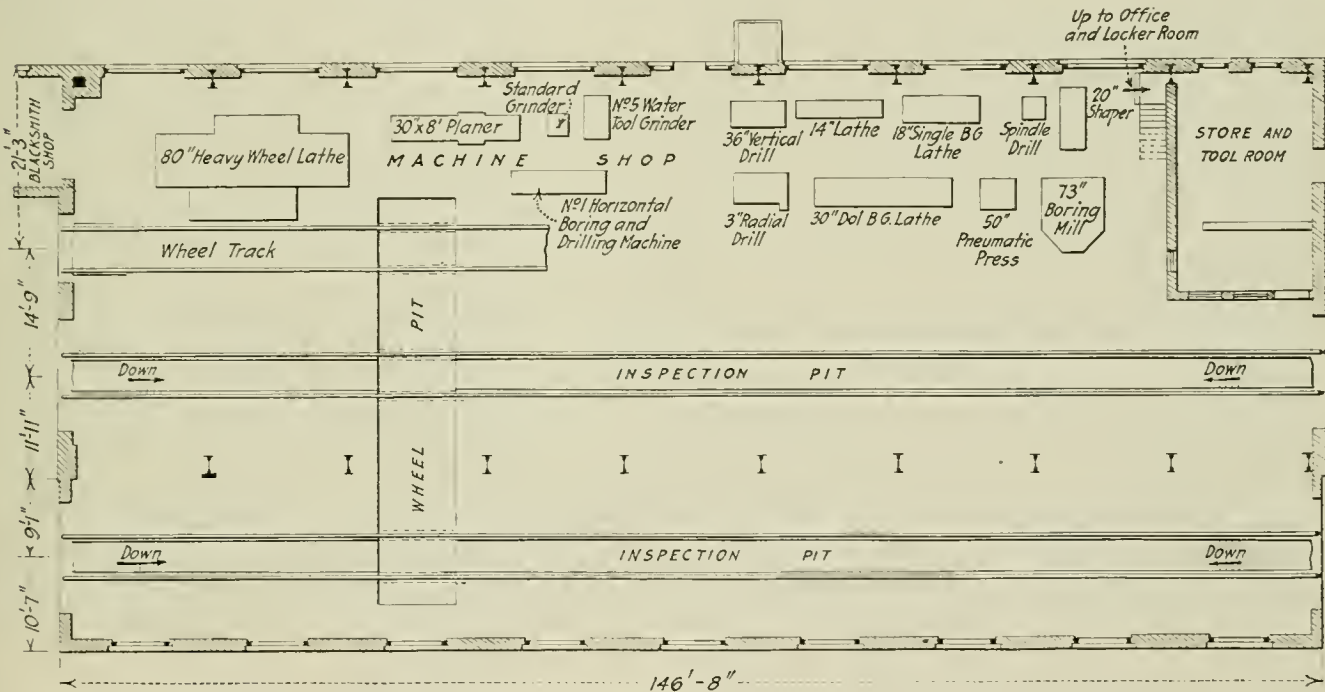 Up to Office
and Locker Room
21'-3"
BLACKSMITH
SHOP
80" Heavy Wheel Lathe
30"x8' Planer
Standard
Grinder
Nº5 Water
Tool Grinder
MACHINE SHOP
Nº1 Horizontal
Boring and
Drilling Machine
36" Vertical
Drill
14" Lathe
18" Single B G
Lathe
Spindle
Drill
20"
Shaper
STORE AND
TOOL ROOM
3" Radial
Drill
30" Dol B G. Lathe
50"
Pneumatic
Press
73"
Boring
Mill
Wheel Track
14'-9"
WHEEL PIT
Down
INSPECTION PIT
Down
11'-11"
9'-1"
Down
INSPECTION PIT
Down
10'-7"
146'-8"